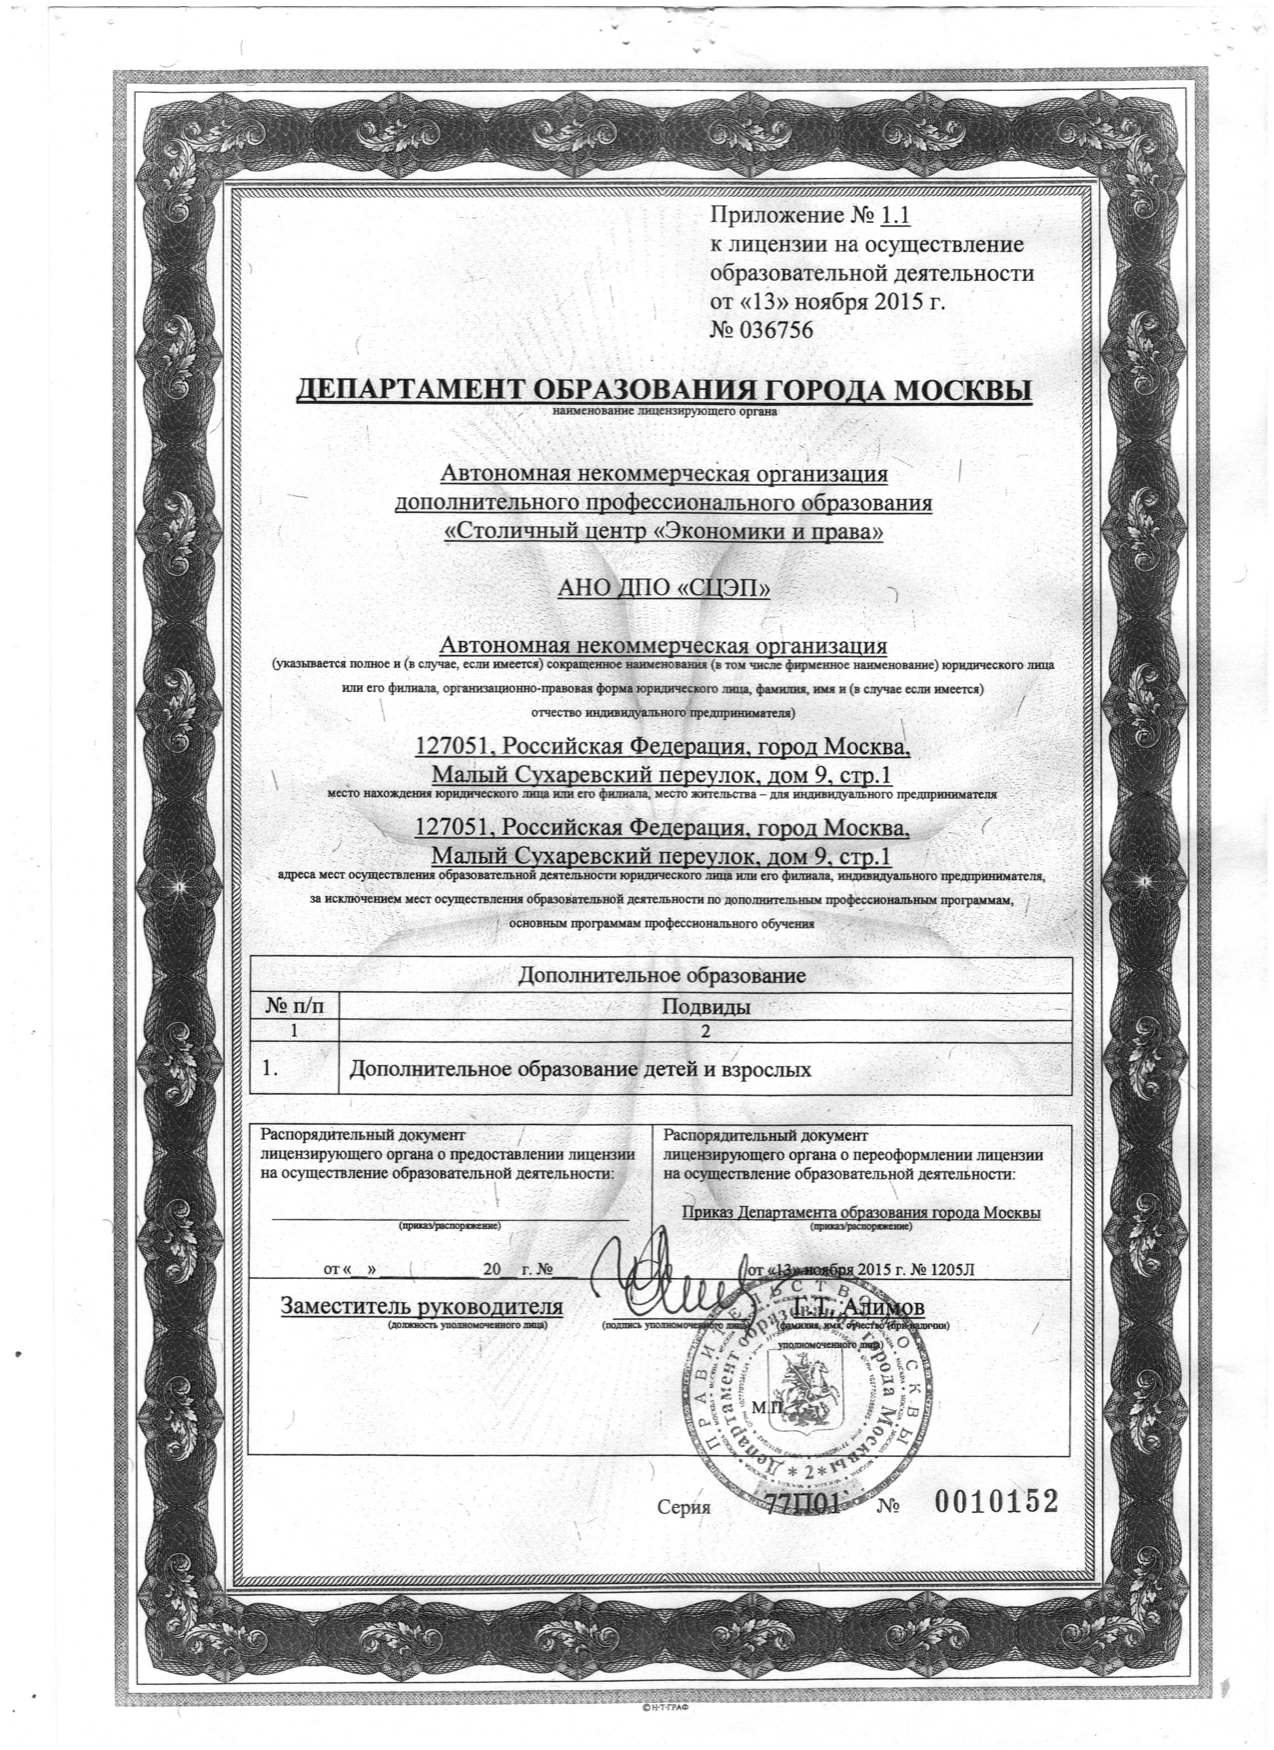 Приложение № 1.1
к лицензии на осуществление
образовательной деятельности
от «13» ноября 2015 г.
№ 036756
ДЕПАРТАМЕНТ ОБРАЗОВАНИЯ ГОРОДА МОСКВЫ
наименование лицензирующего органа
Автономная некоммерческая организация
дополнительного профессионального образования
«Столичный центр «Экономики и права»
АНО ДПО «СЦЭП»
Автономная некоммерческая организация
(указывается полное и (в случае, если имеется) сокращенное наименования (в том числе фирменное наименование) юридического лица
или его филиала, организационно-правовая форма юридического лица, фамилия, имя и (в случае если имеется)
отчество индивидуального предпринимателя)
127051, Российская Федерация, город Москва,
Малый Сухаревский переулок, дом 9, стр.1
место нахождения юридического лица или его филиала, место жительства – для индивидуального предпринимателя
127051, Российская Федерация, город Москва,
Малый Сухаревский переулок, дом 9, стр.1
адреса мест осуществления образовательной деятельности юридического лица или его филиала, индивидуального предпринимателя,
за исключением мест осуществления образовательной деятельности по дополнительным профессиональным программам,
основным программам профессионального обучения
Дополнительное образование
№ п/п Подвиды
1 2
1. Дополнительное образование детей и взрослых
Распорядительный документ
лицензирующего органа о предоставлении лицензии
на осуществление образовательной деятельности:
(приказ/распоряжение)
от «__» ____________ 20__ г. №___
Распорядительный документ
лицензирующего органа о переоформлении лицензии
на осуществление образовательной деятельности:
Приказ Департамента образования города Москвы
(приказ/распоряжение)
от «13» ноября 2015 г. № 1205Л
Заместитель руководителя
(должность уполномоченного лица)
(подпись уполномоченного лица)
Т.Т. Алимов
(фамилия, имя, отчество (при наличии)
уполномоченного лица)
М.П.
ПРАВИТЕЛЬСТВО МОСКВЫ
Департамент образования города Москвы
* 2 *
Серия 77П01 № 0010152
© Н-Т-ГРАФ